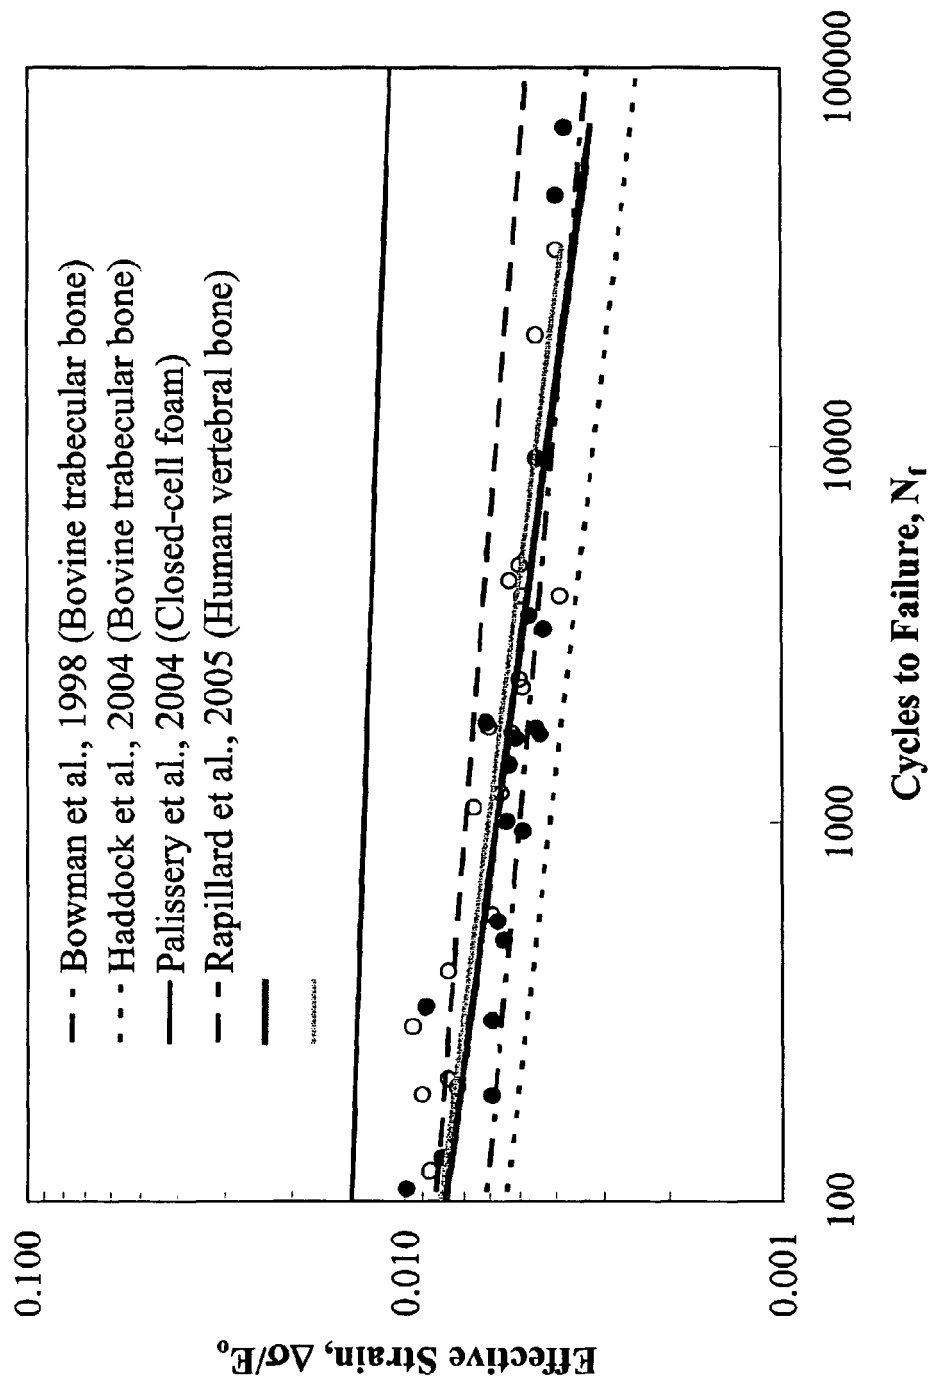 Bowman et al., 1998 (Bovine trabecular bone)
Haddock et al., 2004 (Bovine trabecular bone)
Palissery et al., 2004 (Closed-cell foam)
Rapillard et al., 2005 (Human vertebral bone)
0.100
0.010
0.001
Effective Strain, Δσ/Eₒ
100
1000
10000
100000
Cycles to Failure, N_f